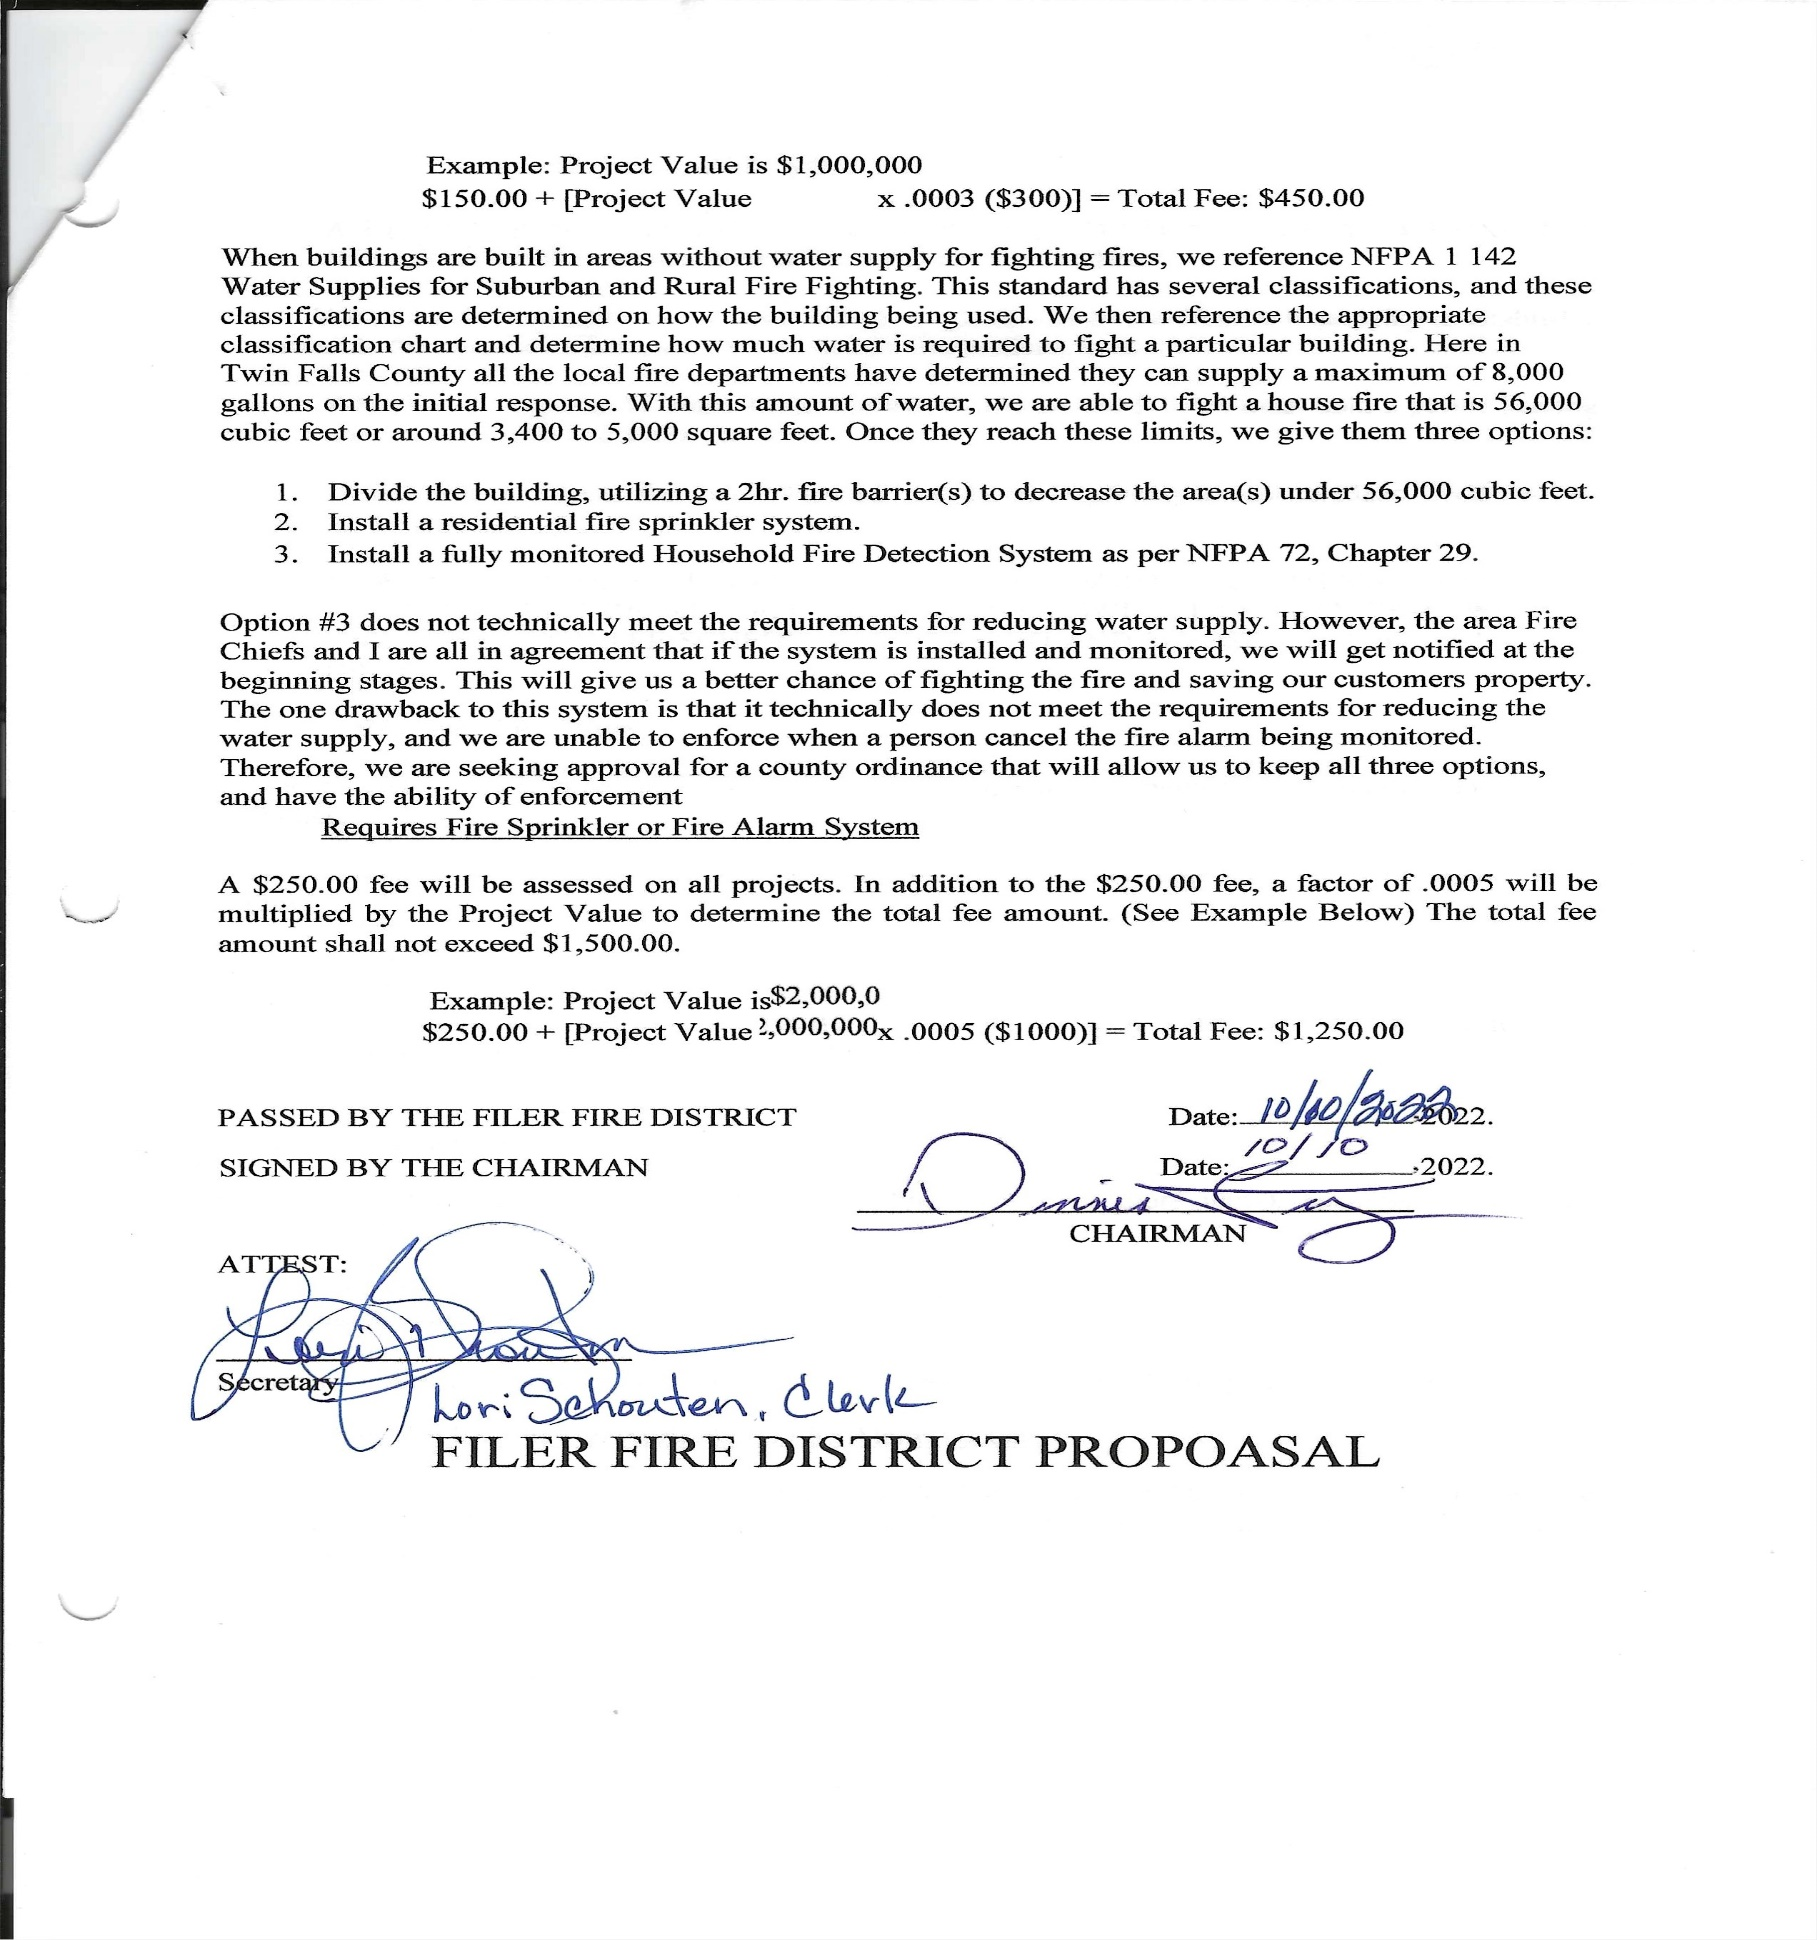 Example: Project Value is $1,000,000
$150.00 + [Project Value x .0003 ($300)] = Total Fee: $450.00
When buildings are built in areas without water supply for fighting fires, we reference NFPA 1 142
Water Supplies for Suburban and Rural Fire Fighting. This standard has several classifications, and these
classifications are determined on how the building being used. We then reference the appropriate
classification chart and determine how much water is required to fight a particular building. Here in
Twin Falls County all the local fire departments have determined they can supply a maximum of 8,000
gallons on the initial response. With this amount of water, we are able to fight a house fire that is 56,000
cubic feet or around 3,400 to 5,000 square feet. Once they reach these limits, we give them three options:
1. Divide the building, utilizing a 2hr. fire barrier(s) to decrease the area(s) under 56,000 cubic feet.
2. Install a residential fire sprinkler system.
3. Install a fully monitored Household Fire Detection System as per NFPA 72, Chapter 29.
Option #3 does not technically meet the requirements for reducing water supply. However, the area Fire
Chiefs and I are all in agreement that if the system is installed and monitored, we will get notified at the
beginning stages. This will give us a better chance of fighting the fire and saving our customers property.
The one drawback to this system is that it technically does not meet the requirements for reducing the
water supply, and we are unable to enforce when a person cancel the fire alarm being monitored.
Therefore, we are seeking approval for a county ordinance that will allow us to keep all three options,
and have the ability of enforcement
Requires Fire Sprinkler or Fire Alarm System
A $250.00 fee will be assessed on all projects. In addition to the $250.00 fee, a factor of .0005 will be
multiplied by the Project Value to determine the total fee amount. (See Example Below) The total fee
amount shall not exceed $1,500.00.
Example: Project Value is $2,000,0
$250.00 + [Project Value 2,000,000 x .0005 ($1000)] = Total Fee: $1,250.00
PASSED BY THE FILER FIRE DISTRICT Date: 10/10/2022 2022.
SIGNED BY THE CHAIRMAN Date: 10/10 ,2022.
Dennis
CHAIRMAN
ATTEST:
Lori Schouten
Secretary
Lori Schouten, Clerk
FILER FIRE DISTRICT PROPOASAL